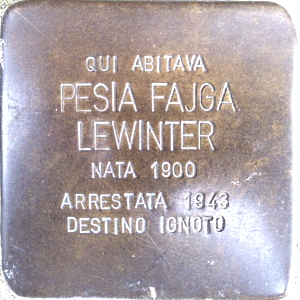 QUI ABITAVA
PESIA FAJGA
LEWINTER
NATA 1900
ARRESTATA 1943
DESTINO IGNOTO